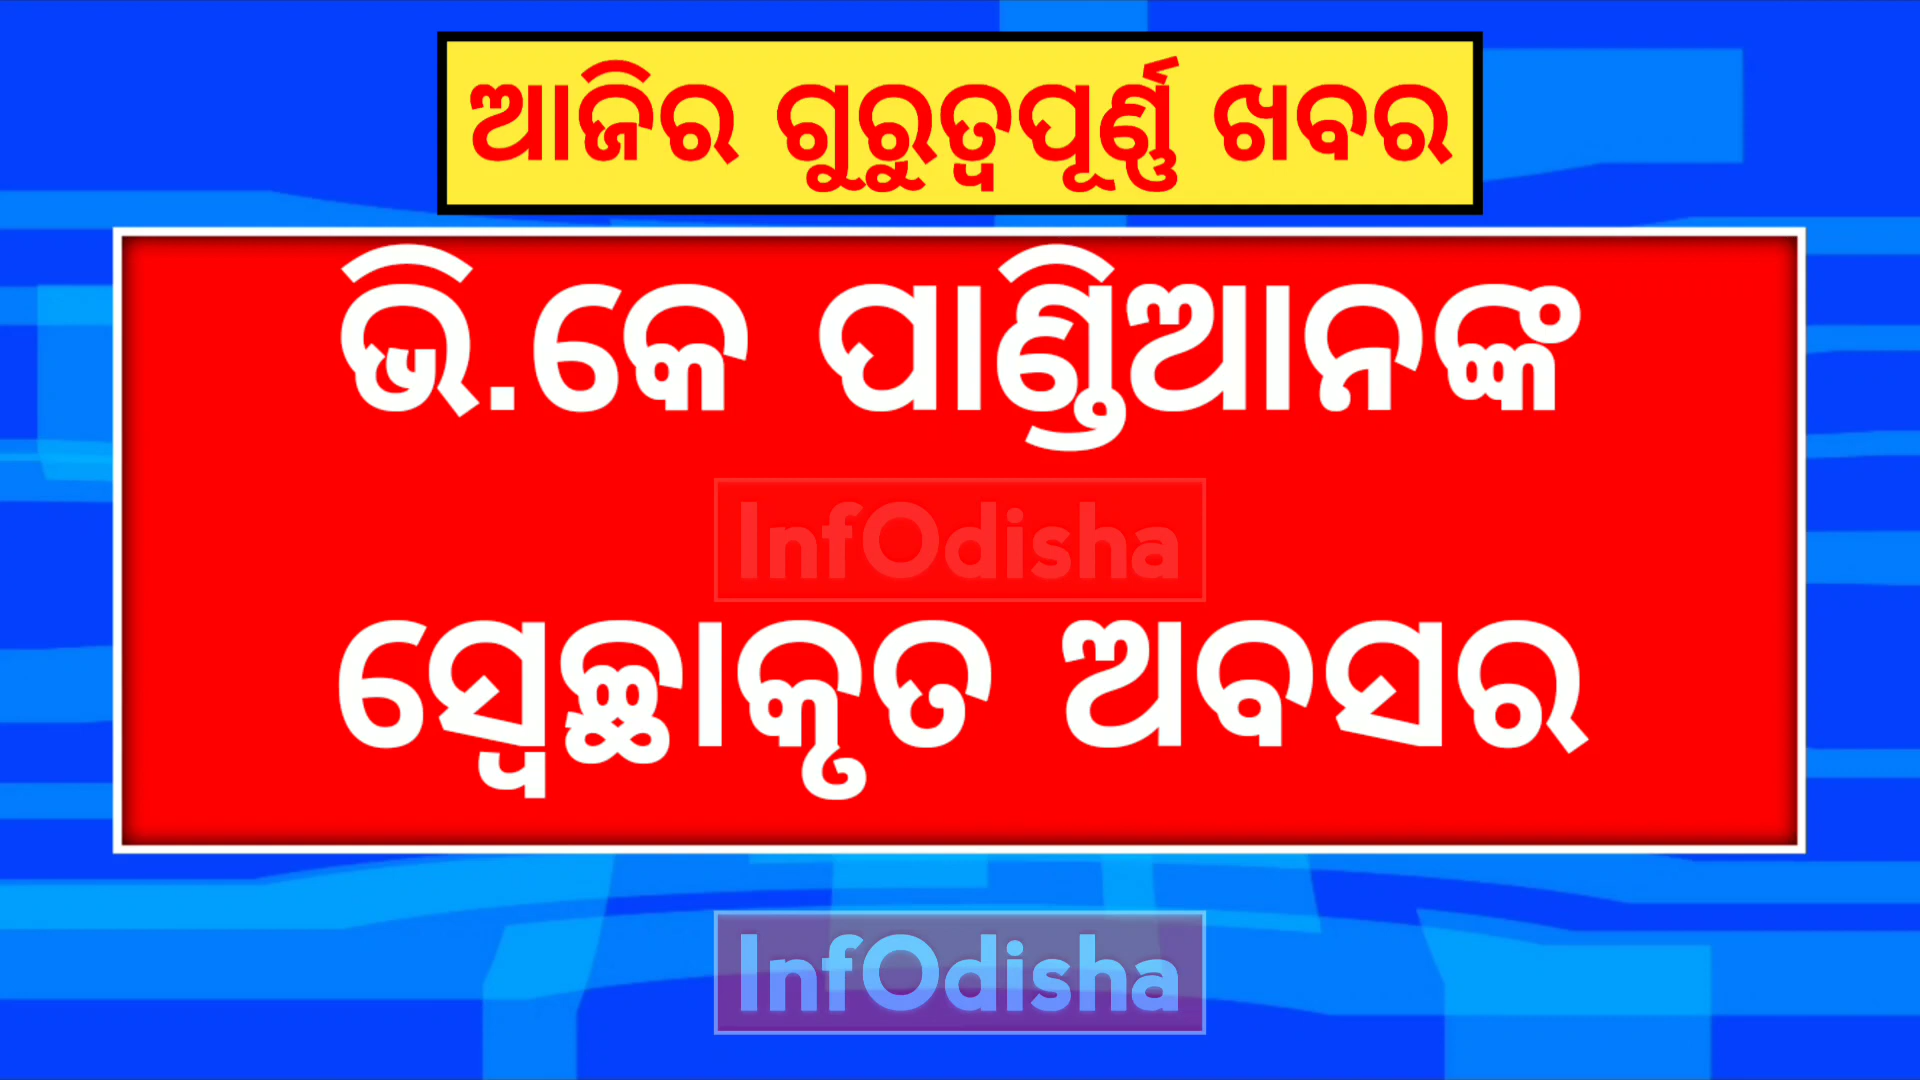 ଆଜିର ଗୁରୁତ୍ୱପୂର୍ଣ୍ଣ ଖବର
ଭି.କେ ପାଣ୍ଡିଆନଙ୍କ
InfOdisha
ସ୍ୱେଚ୍ଛାକୃତ ଅବସର
InfOdisha